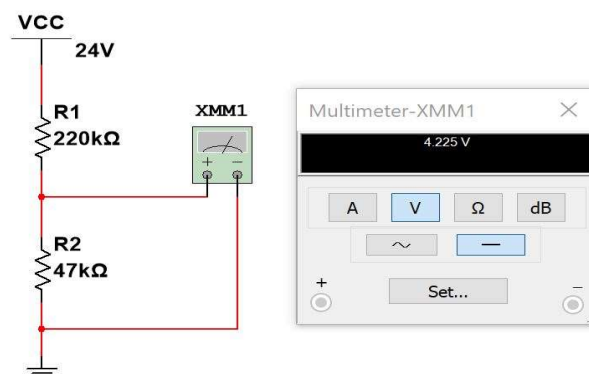 VCC
24V
R1
220kΩ
XMM1
+ −
R2
47kΩ
Multimeter-XMM1 ×
4.225 V
A V Ω dB
~ —
+ −
Set...